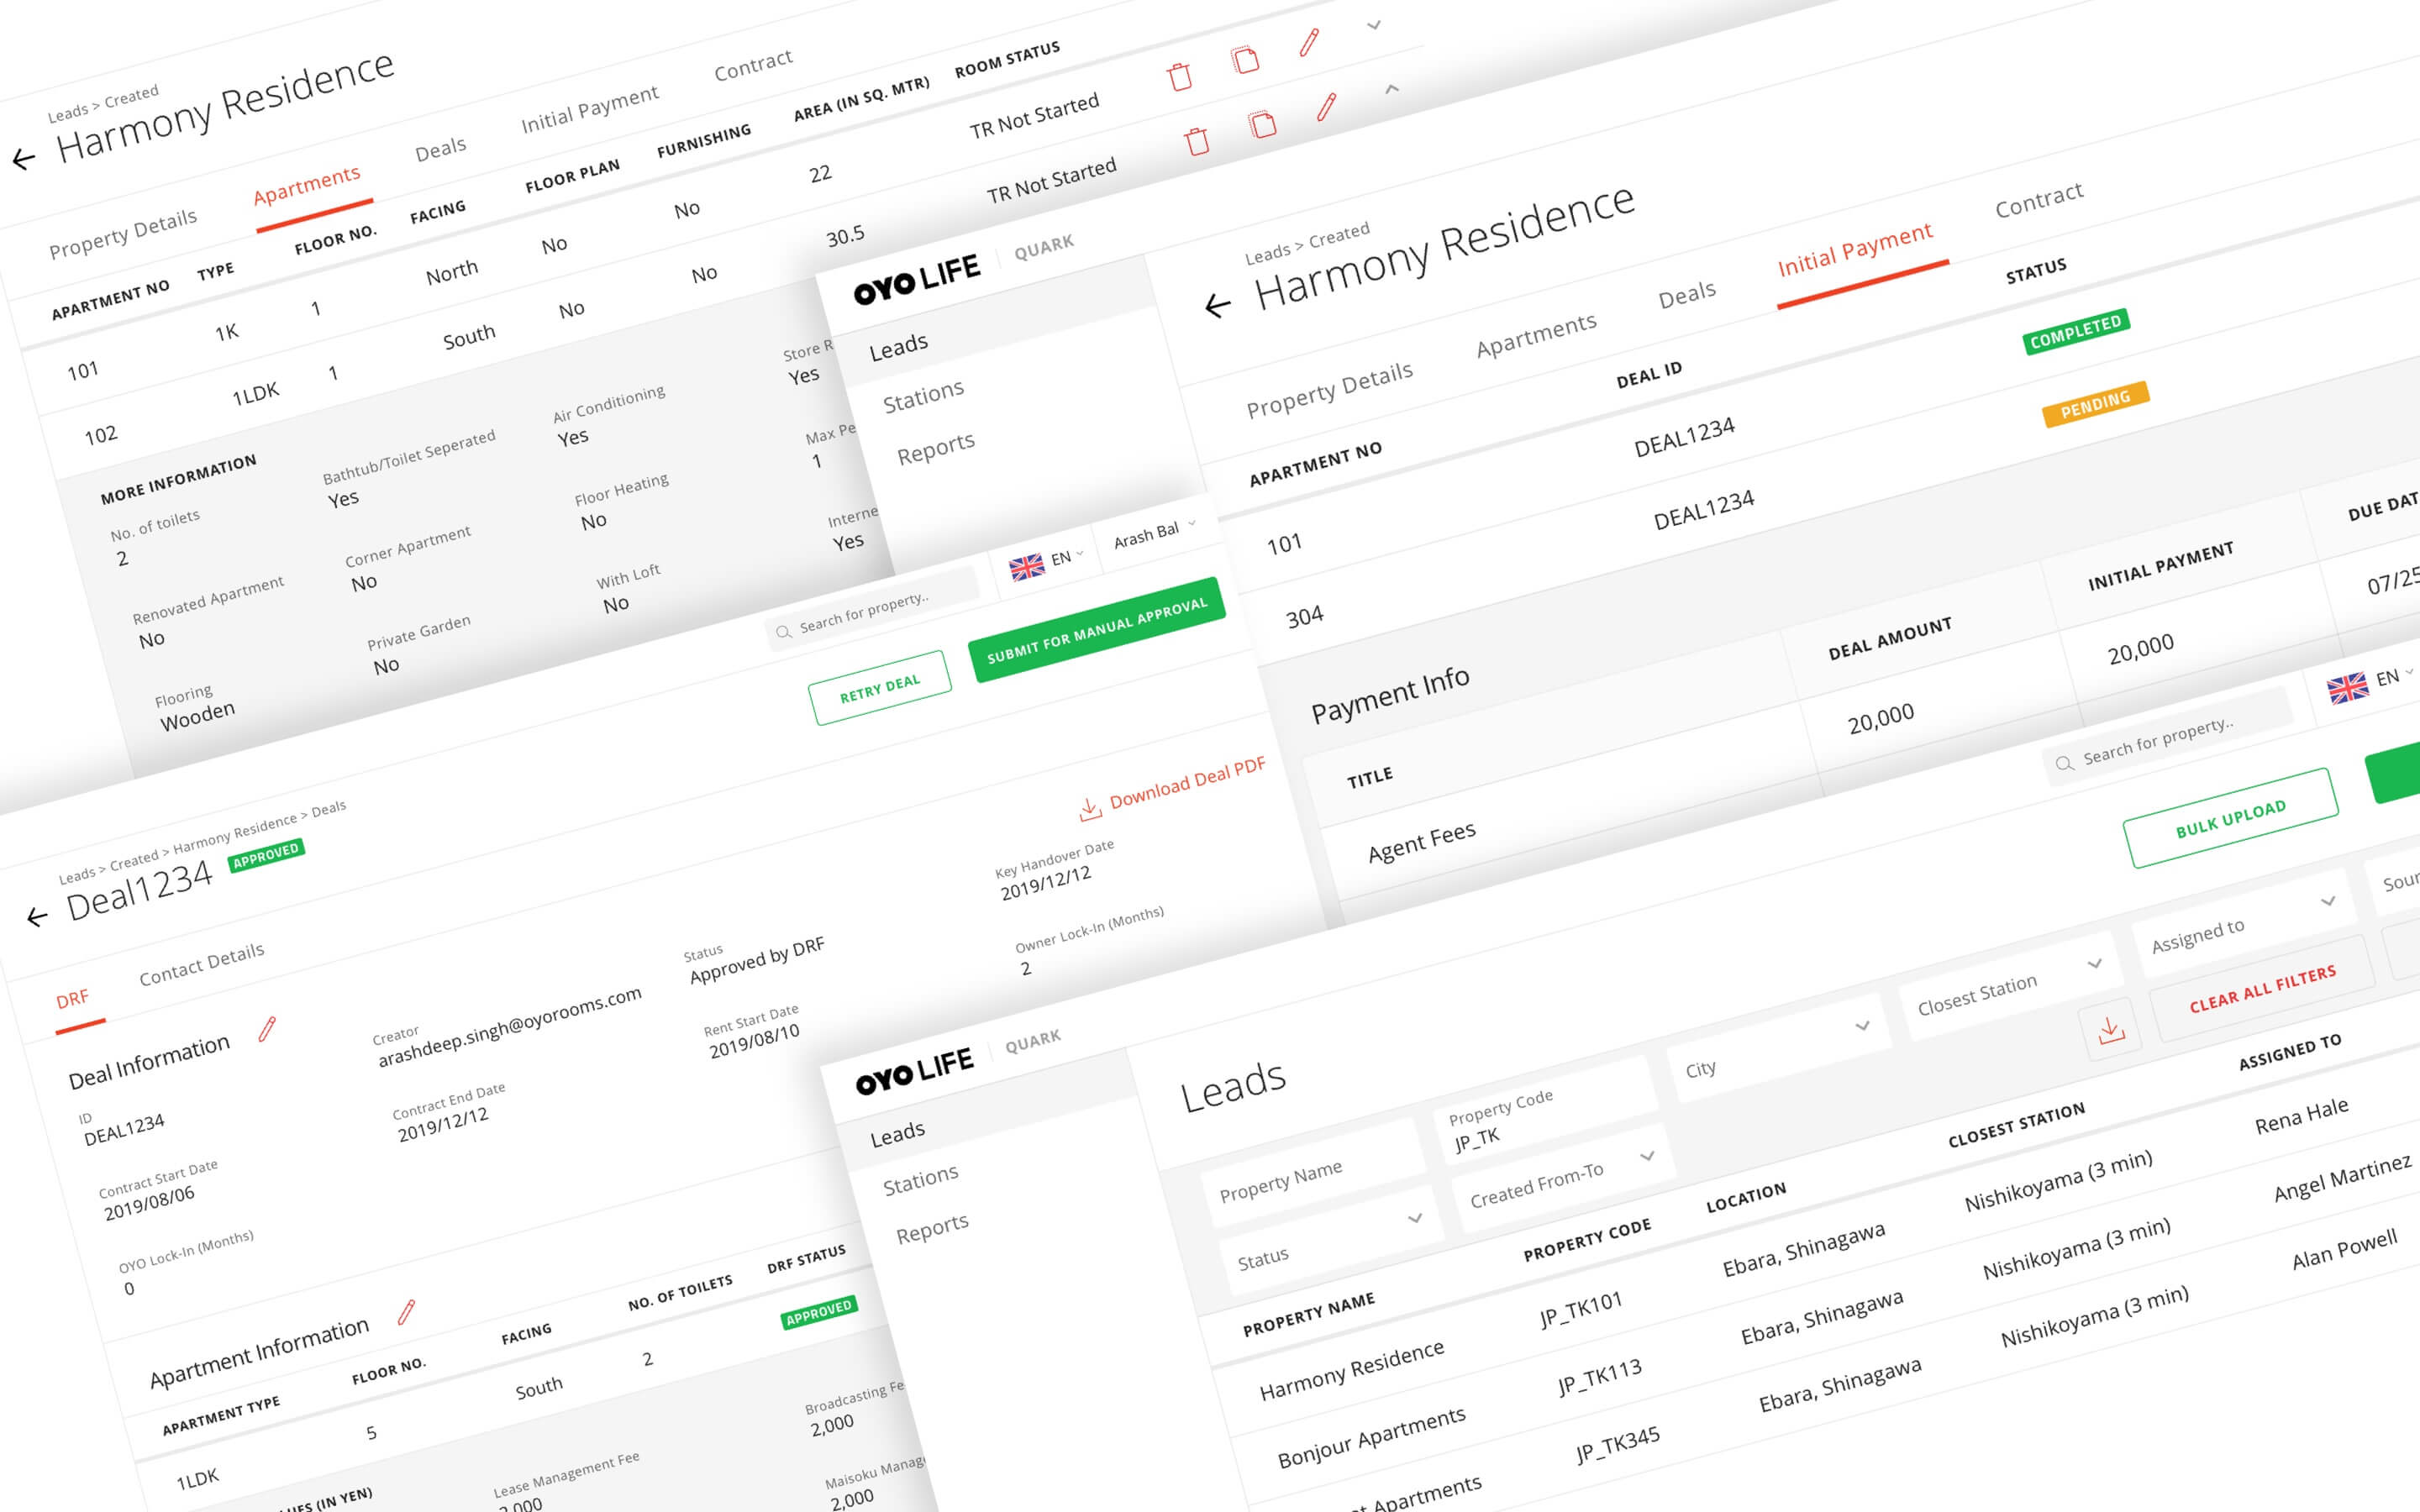 Leads > Created
Harmony Residence
Property Details Apartments Deals Initial Payment Contract
APARTMENT NO TYPE FLOOR NO. FACING FLOOR PLAN FURNISHING AREA (IN SQ. MTR) ROOM STATUS
101 1K 1 North No No 22 TR Not Started
102 1LDK 1 South No No 30.5 TR Not Started
MORE INFORMATION
No. of toilets
2
Bathtub/Toilet Seperated
Yes
Air Conditioning
Yes
Store R
Yes
Renovated Apartment
No
Corner Apartment
No
Floor Heating
No
Max Pe
1
Flooring
Wooden
Private Garden
No
With Loft
No
Interne
Yes
OYO LIFE QUARK
Leads
Stations
Reports
Leads > Created
Harmony Residence
Property Details Apartments Deals Initial Payment Contract
APARTMENT NO DEAL ID STATUS
101 DEAL1234 COMPLETED
304 DEAL1234 PENDING
Payment Info
TITLE DEAL AMOUNT INITIAL PAYMENT DUE DAT
Agent Fees 20,000 20,000 07/25
Search for property.. EN Arash Bal
RETRY DEAL SUBMIT FOR MANUAL APPROVAL
Leads > Created > Harmony Residence > Deals
Deal1234 APPROVED
Download Deal PDF
DRF Contact Details
Deal Information
ID
DEAL1234
Creator
arashdeep.singh@oyorooms.com
Status
Approved by DRF
Key Handover Date
2019/12/12
Contract Start Date
2019/08/06
Contract End Date
2019/12/12
Rent Start Date
2019/08/10
Owner Lock-In (Months)
2
OYO Lock-In (Months)
0
Apartment Information
APARTMENT TYPE FLOOR NO. FACING NO. OF TOILETS DRF STATUS
1LDK 5 South 2 APPROVED
(IN YEN)
Lease Management Fee
Broadcasting Fe
2,000
Maisoku Manag
2,000
OYO LIFE QUARK
Leads
Stations
Reports
Search for property.. EN
BULK UPLOAD
Leads
Property Name
Property Code
JP_TK
City
Closest Station
Assigned to
Sour
Status
Created From-To
CLEAR ALL FILTERS
PROPERTY NAME PROPERTY CODE LOCATION CLOSEST STATION ASSIGNED TO
Harmony Residence JP_TK101 Ebara, Shinagawa Nishikoyama (3 min) Rena Hale
Bonjour Apartments JP_TK113 Ebara, Shinagawa Nishikoyama (3 min) Angel Martinez
Apartments JP_TK345 Ebara, Shinagawa Nishikoyama (3 min) Alan Powell